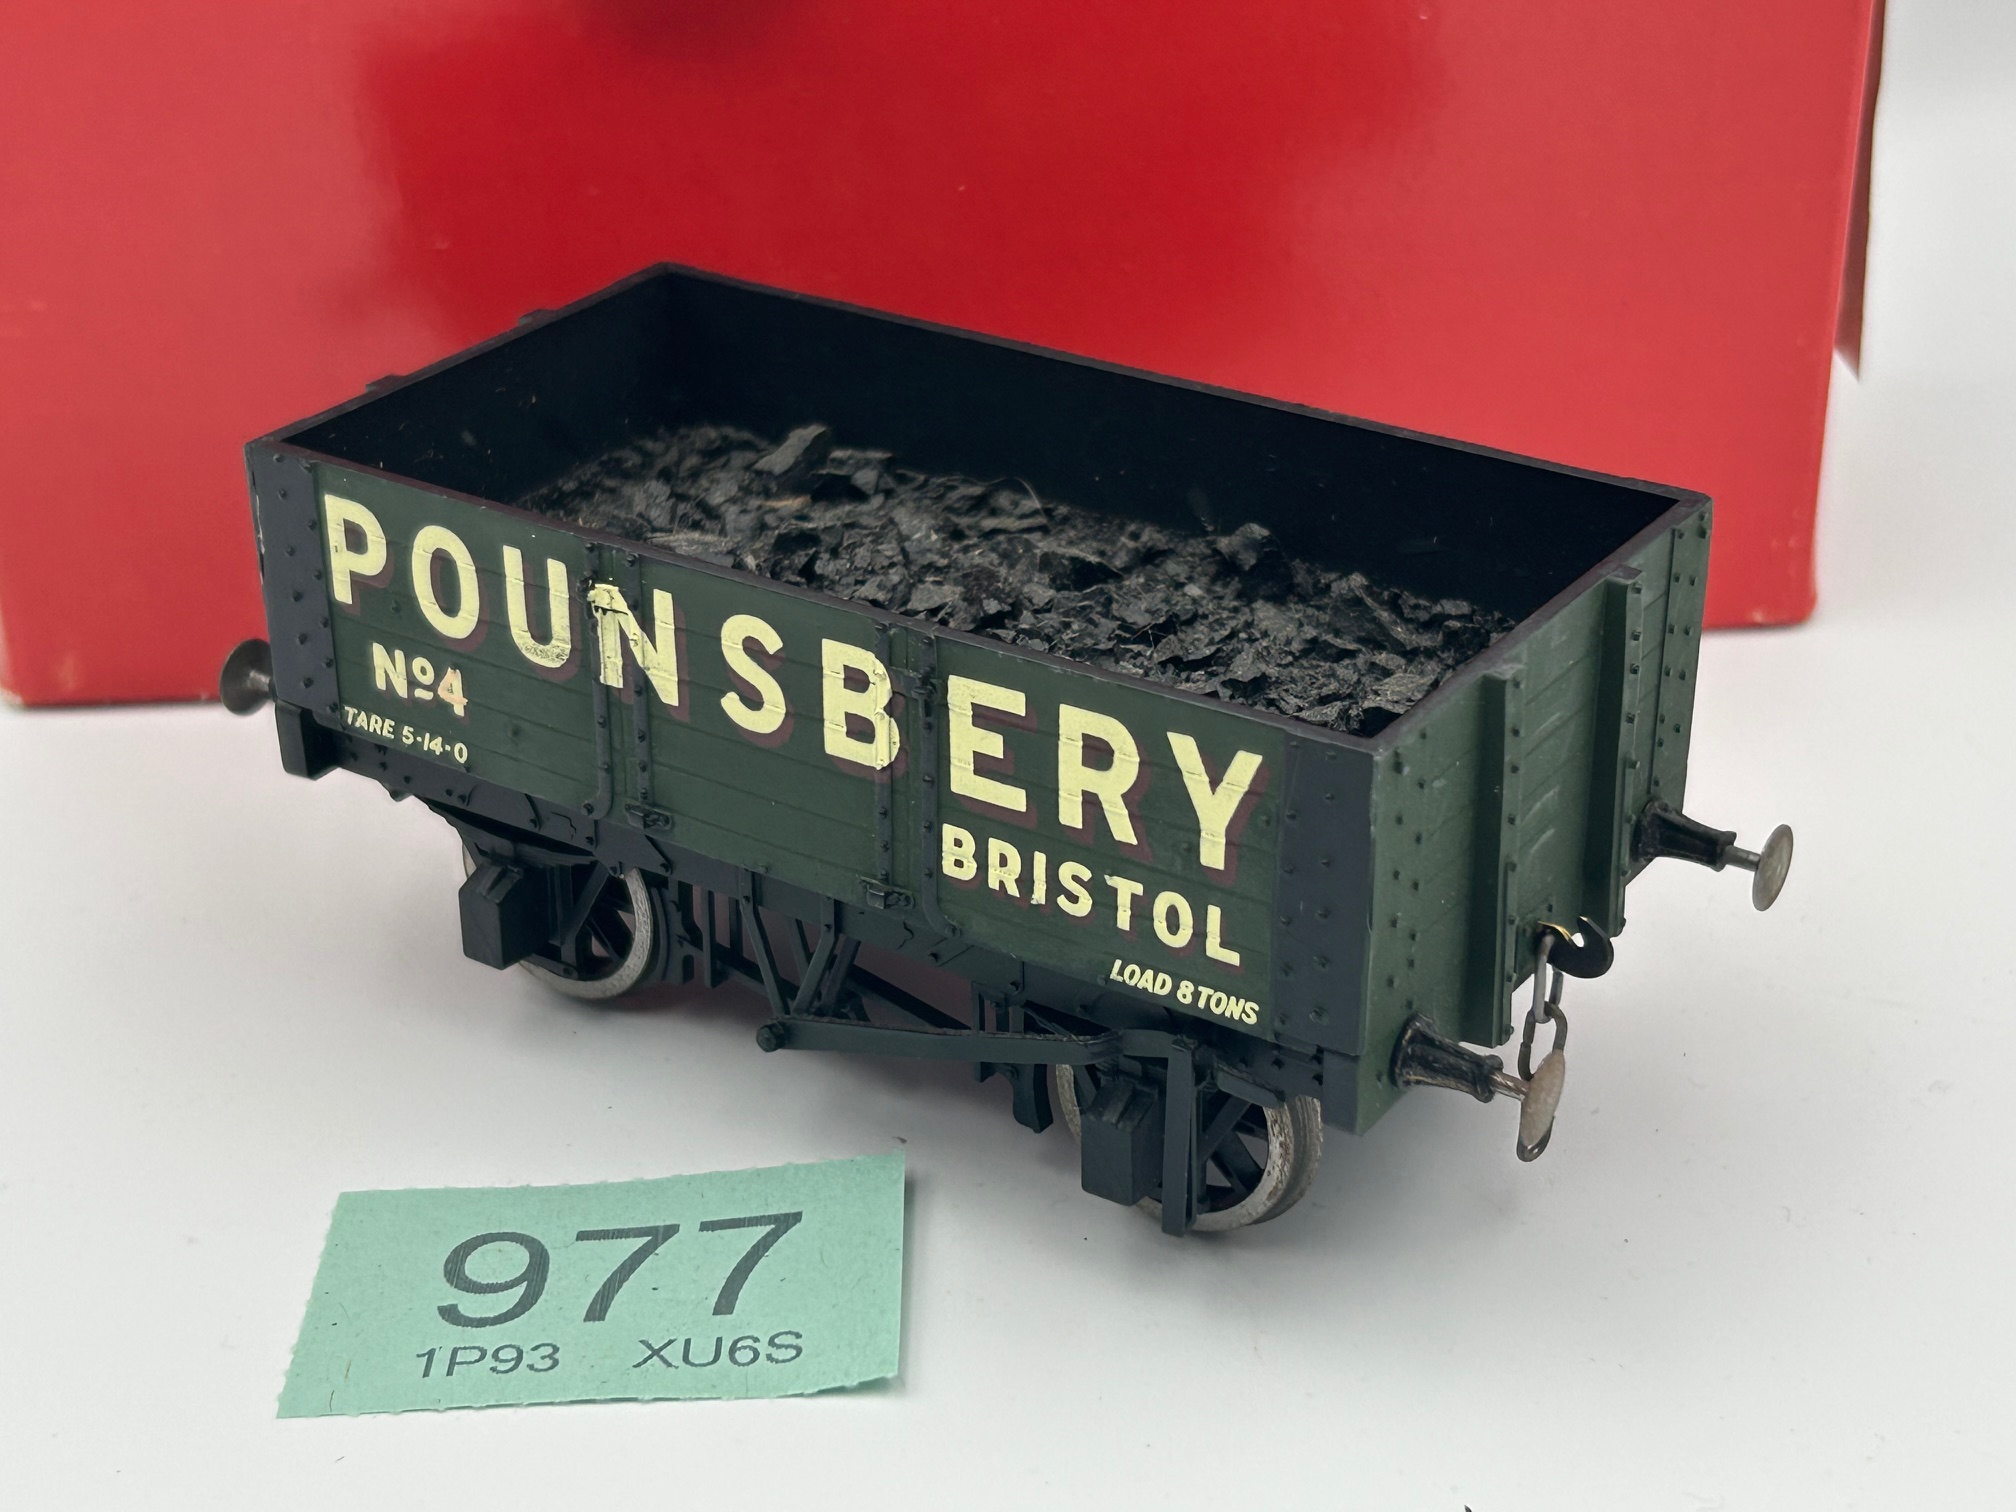 POUNSBERY
Nº4
BRISTOL
TARE 5·14·0
LOAD 8 TONS
977
1P93 XU6S